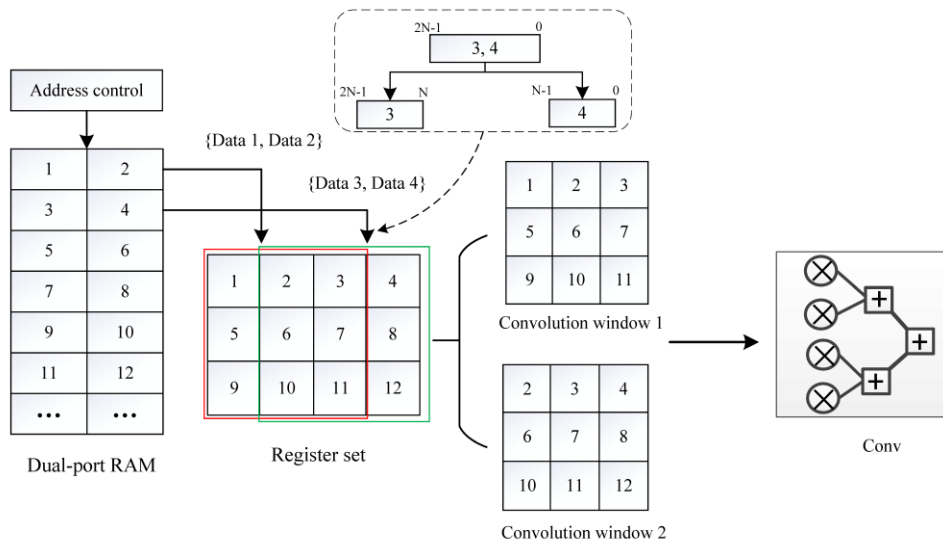 2N-1 0
3, 4
2N-1 N N-1 0
3 4
Address control
{Data 1, Data 2}
{Data 3, Data 4}
1 2
3 4
5 6
7 8
9 10
11 12
... ...
Dual-port RAM
1 2 3 4
5 6 7 8
9 10 11 12
Register set
1 2 3
5 6 7
9 10 11
Convolution window 1
2 3 4
6 7 8
10 11 12
Convolution window 2
Conv